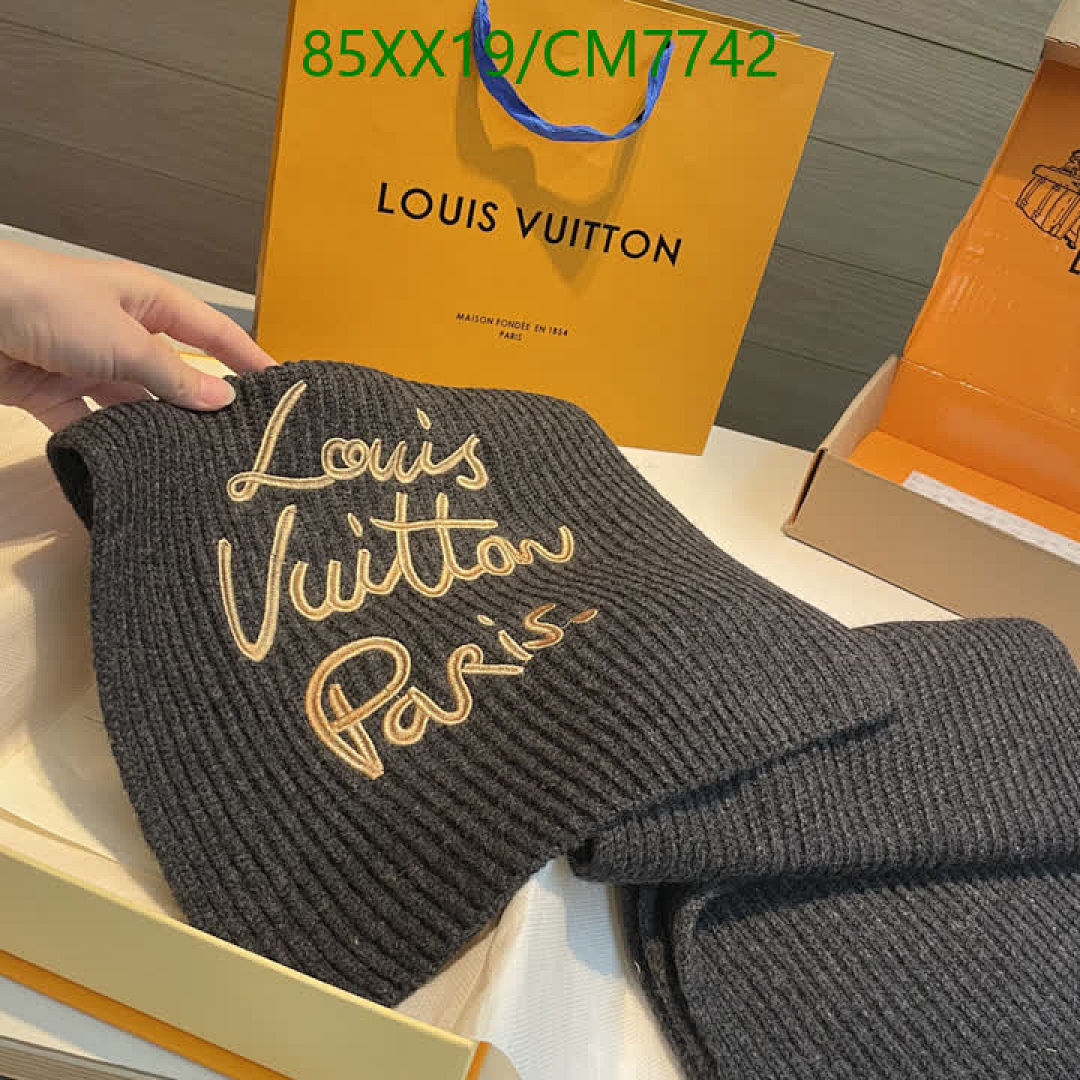 85XX19/CM7742
LOUIS VUITTON
MAISON FONDÉE EN 1854
PARIS
Louis
Vuitton
Paris.